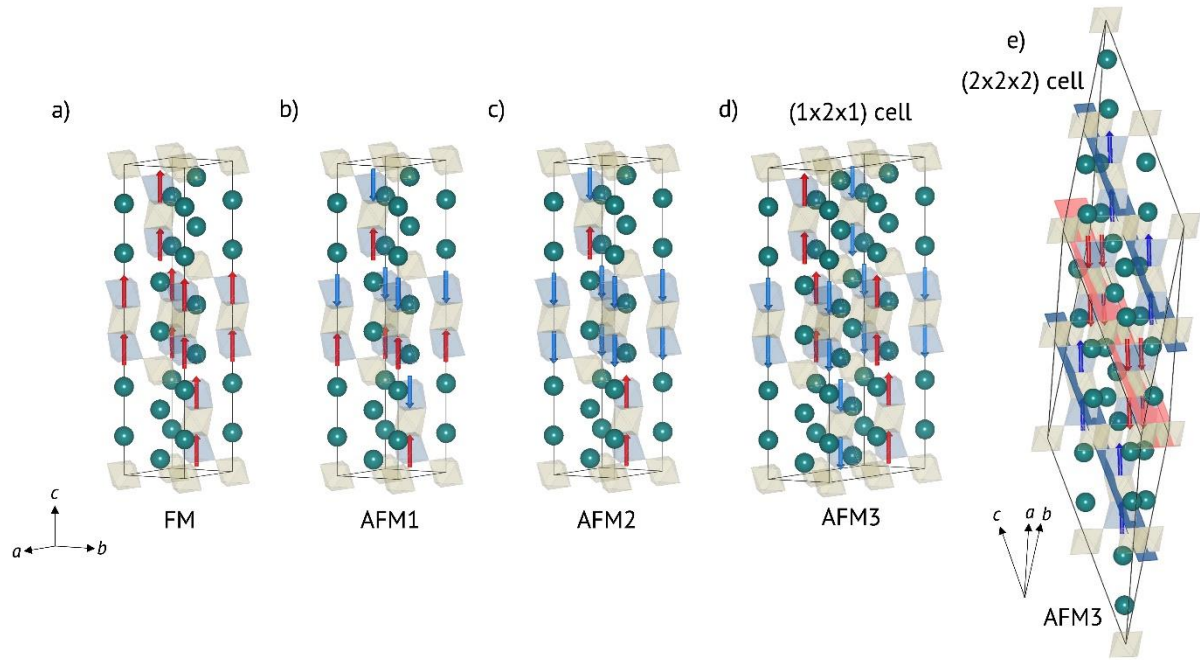 a)
b)
c)
d)
(1x2x1) cell
e)
(2x2x2) cell
c
a
b
FM
AFM1
AFM2
AFM3
c
a
b
AFM3